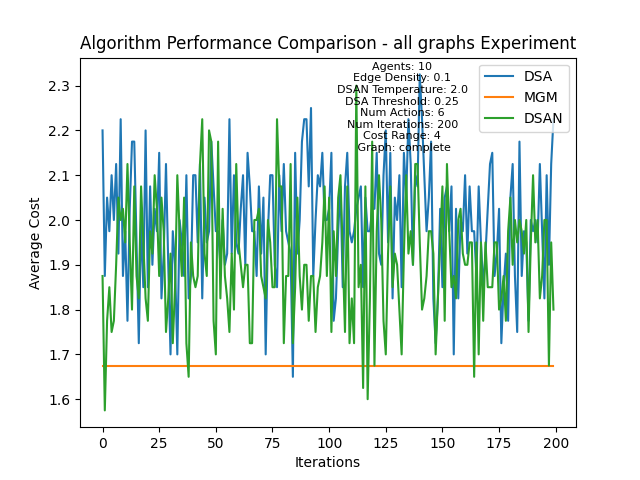 Algorithm Performance Comparison - all graphs Experiment
Agents: 10
Edge Density: 0.1
DSAN Temperature: 2.0
DSA Threshold: 0.25
Num Actions: 6
Num Iterations: 200
Cost Range: 4
Graph: complete
DSA
MGM
DSAN
Average Cost
2.3
2.2
2.1
2.0
1.9
1.8
1.7
1.6
0 25 50 75 100 125 150 175 200
Iterations